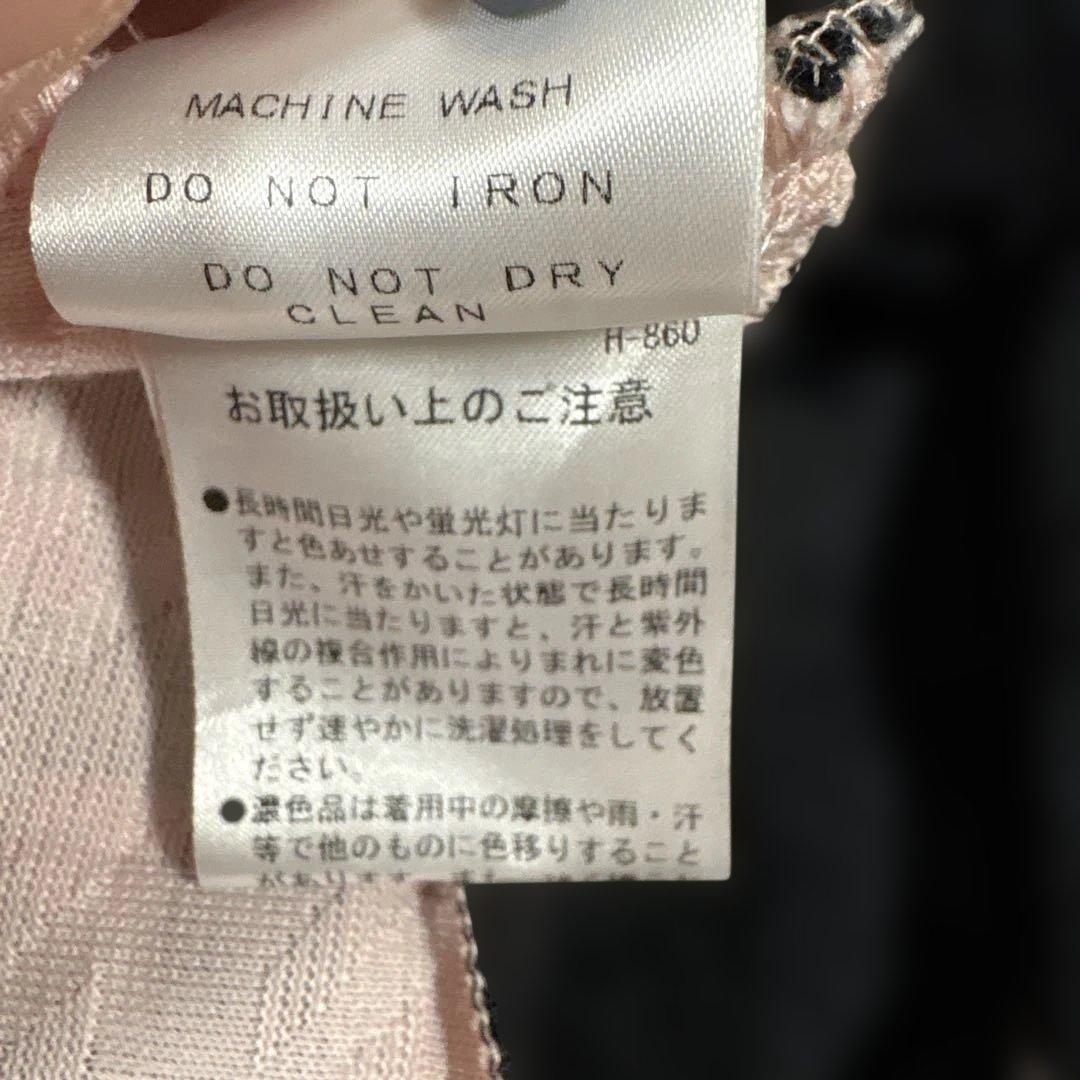 MACHINE WASH
DO NOT IRON
DO NOT DRY
CLEAN
H-860
お取扱い上のご注意
●長時間日光や蛍光灯に当たりま
すと色あせすることがあります。
また、汗をかいた状態で長時間
日光に当たりますと、汗と紫外
線の複合作用によりまれに変色
することがありますので、放置
せず速やかに洗濯処理をしてく
ださい。
●濃色品は着用中の摩擦や雨・汗
等で他のものに色移りすること
があります。また